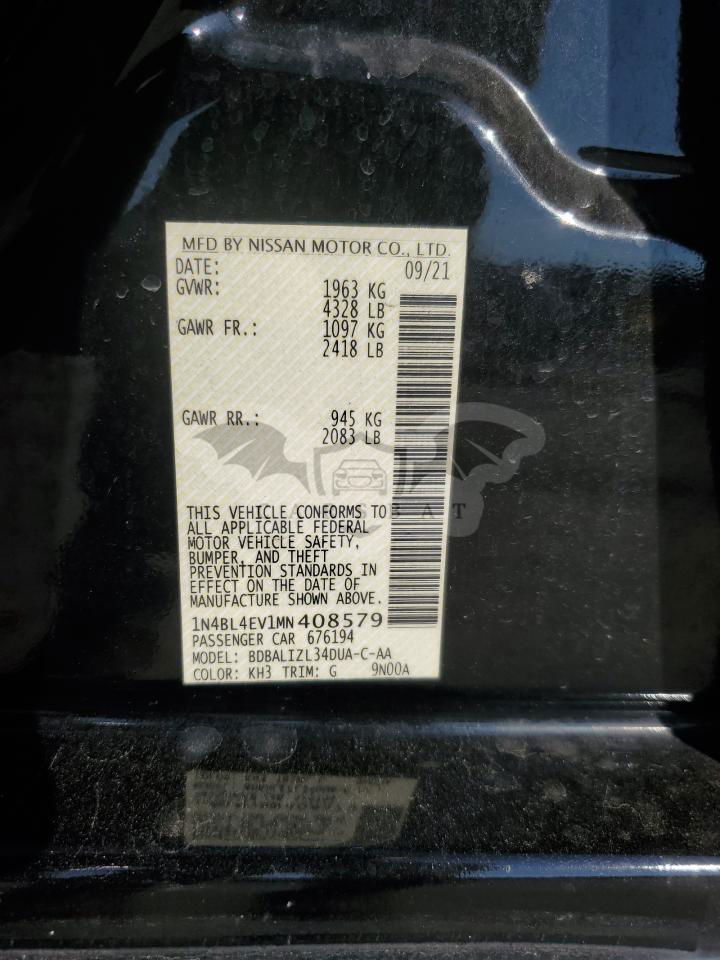 MFD BY NISSAN MOTOR CO., LTD.
DATE: 09/21
GVWR: 1963 KG
4328 LB
GAWR FR.: 1097 KG
2418 LB
GAWR RR.: 945 KG
2083 LB
THIS VEHICLE CONFORMS TO
ALL APPLICABLE FEDERAL
MOTOR VEHICLE SAFETY,
BUMPER, AND THEFT
PREVENTION STANDARDS IN
EFFECT ON THE DATE OF
MANUFACTURE SHOWN ABOVE.
1N4BL4EV1MN408579
PASSENGER CAR 676194
MODEL: BDBALIZL34DUA-C-AA
COLOR: KH3 TRIM: G 9N00A